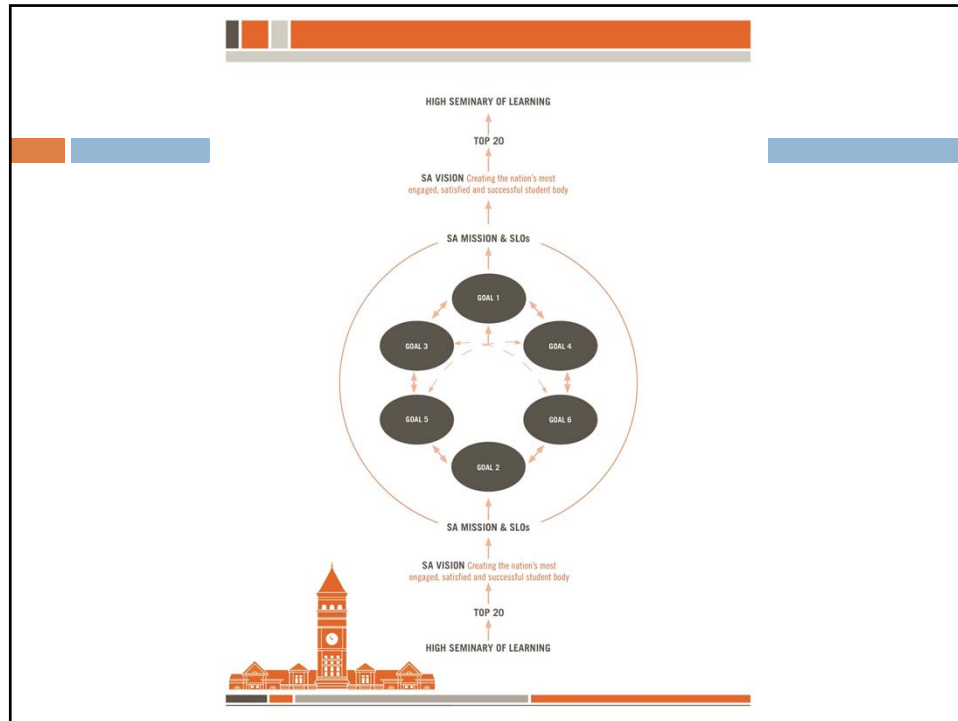 HIGH SEMINARY OF LEARNING
TOP 20
SA VISION Creating the nation's most
engaged, satisfied and successful student body
SA MISSION & SLOs
GOAL 1
GOAL 3
GOAL 4
GOAL 5
GOAL 6
GOAL 2
SA MISSION & SLOs
SA VISION Creating the nation's most
engaged, satisfied and successful student body
TOP 20
HIGH SEMINARY OF LEARNING